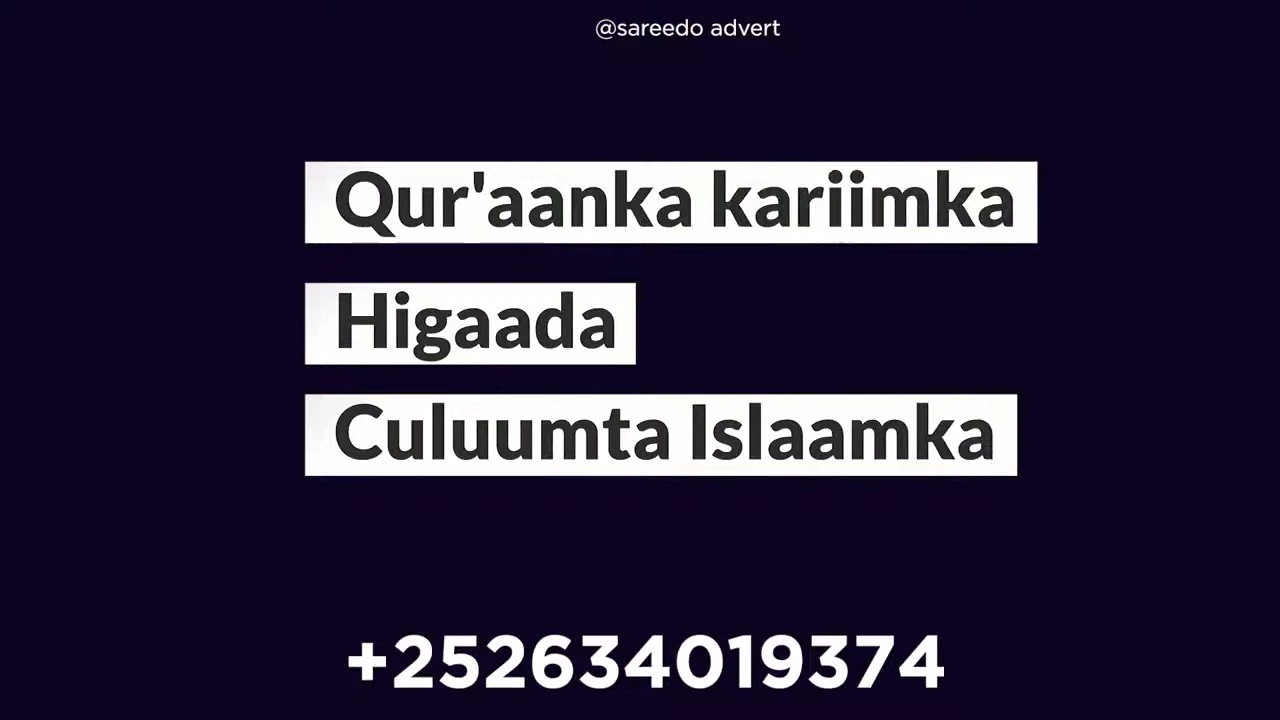 @sareedo advert
Qur'aanka kariimka
Higaada
Culuumta Islaamka
+252634019374